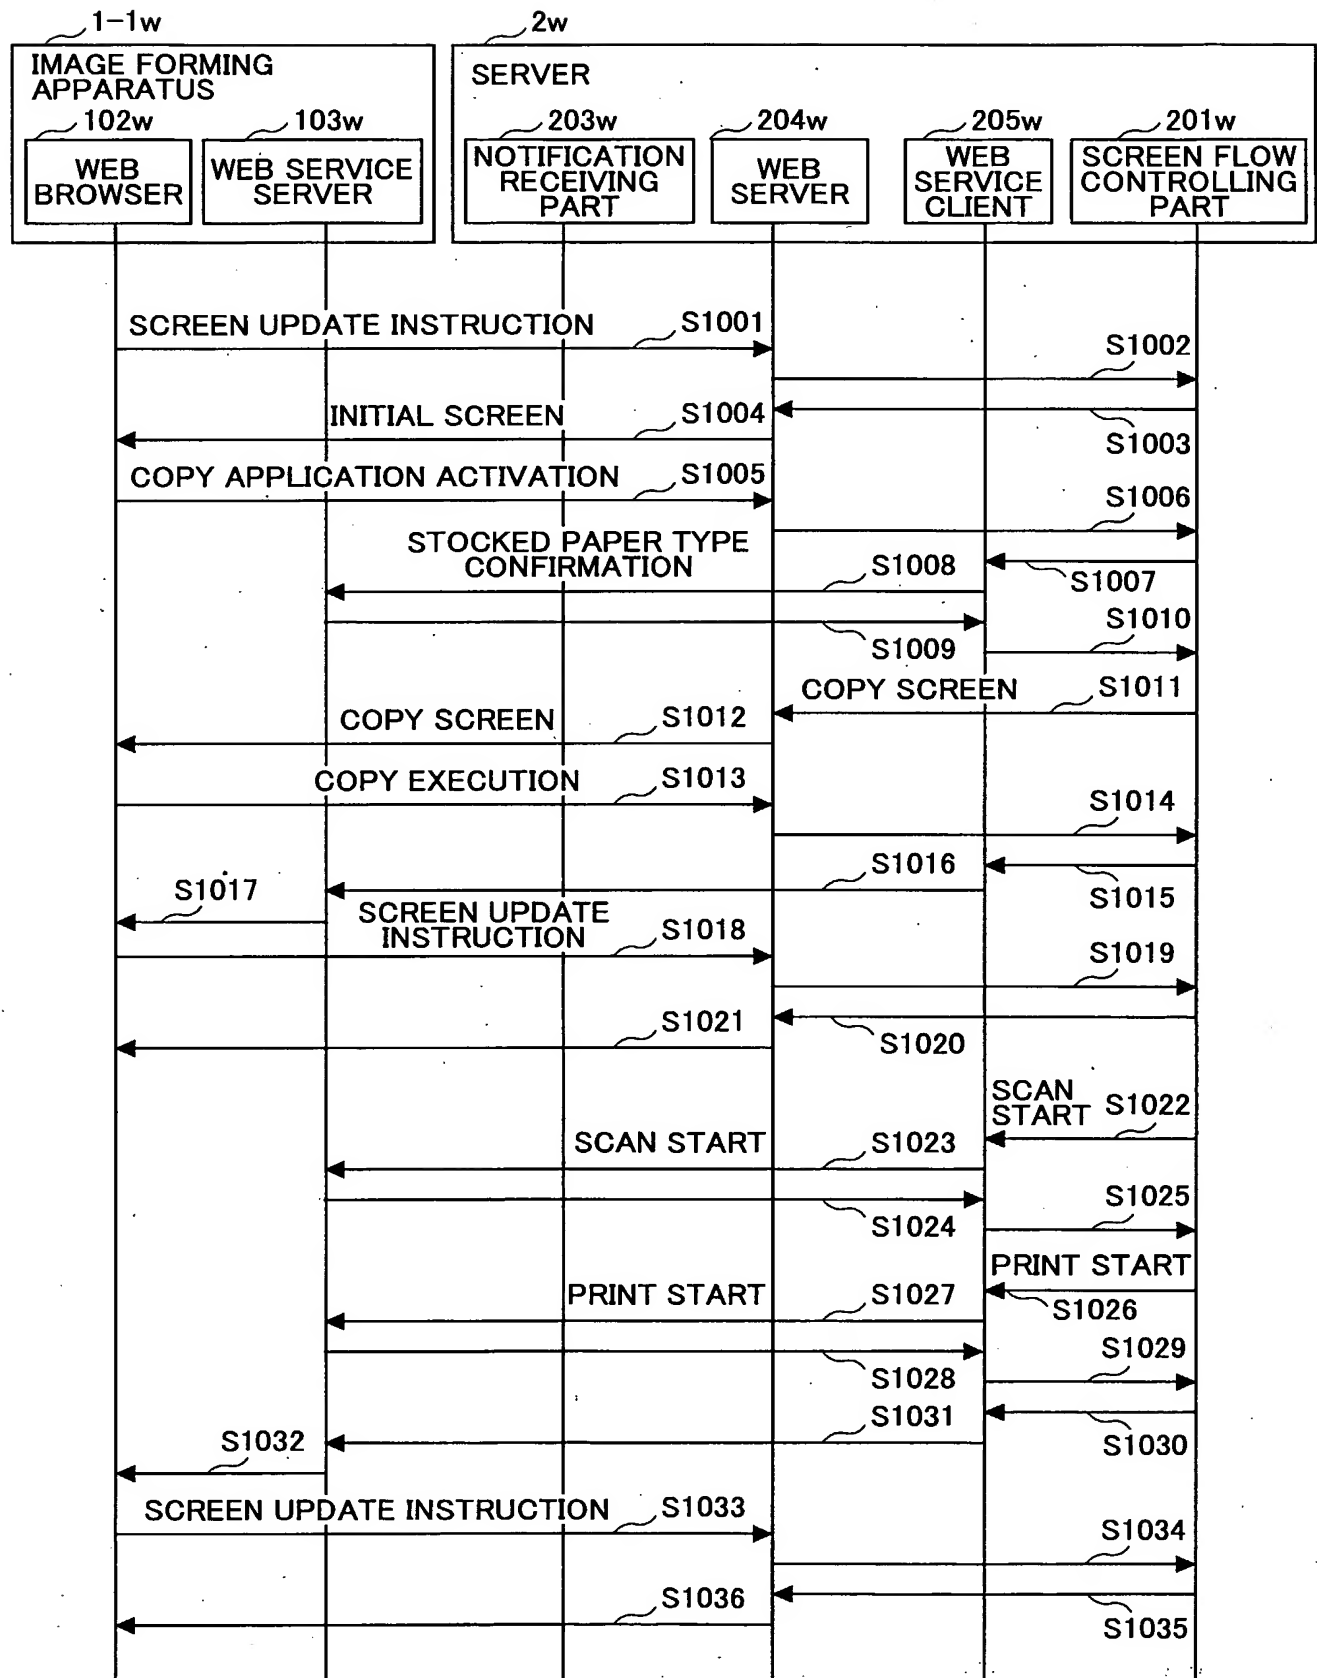 1-1w
2w
IMAGE FORMING
APPARATUS
SERVER
102w
103w
203w
204w
205w
201w
WEB
BROWSER
WEB SERVICE
SERVER
NOTIFICATION
RECEIVING
PART
WEB
SERVER
WEB
SERVICE
CLIENT
SCREEN FLOW
CONTROLLING
PART
SCREEN UPDATE INSTRUCTION
S1001
S1002
INITIAL SCREEN
S1004
S1003
COPY APPLICATION ACTIVATION
S1005
S1006
STOCKED PAPER TYPE
CONFIRMATION
S1008
S1007
S1009
S1010
COPY SCREEN
S1011
COPY SCREEN
S1012
COPY EXECUTION
S1013
S1014
S1016
S1015
S1017
SCREEN UPDATE
INSTRUCTION
S1018
S1019
S1021
S1020
SCAN
START
S1022
SCAN START
S1023
S1024
S1025
PRINT START
S1026
PRINT START
S1027
S1028
S1029
S1031
S1030
S1032
SCREEN UPDATE INSTRUCTION
S1033
S1034
S1036
S1035